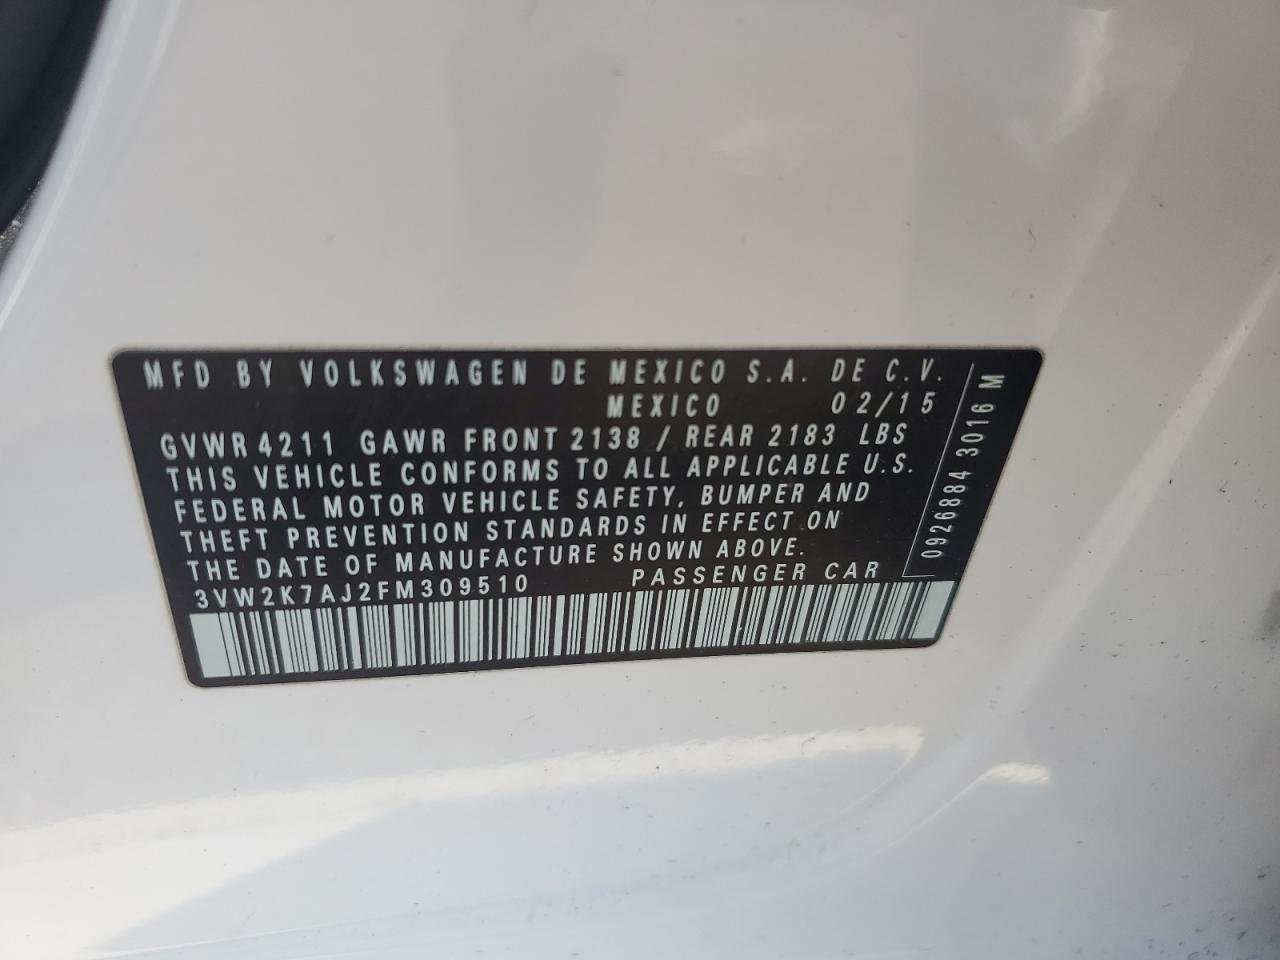 MFD BY VOLKSWAGEN DE MEXICO S.A. DE C.V.
MEXICO 02/15
GVWR 4211 GAWR FRONT 2138 / REAR 2183 LBS
THIS VEHICLE CONFORMS TO ALL APPLICABLE U.S.
FEDERAL MOTOR VEHICLE SAFETY, BUMPER AND
THEFT PREVENTION STANDARDS IN EFFECT ON
THE DATE OF MANUFACTURE SHOWN ABOVE.
3VW2K7AJ2FM309510 PASSENGER CAR
0926884 3016 M